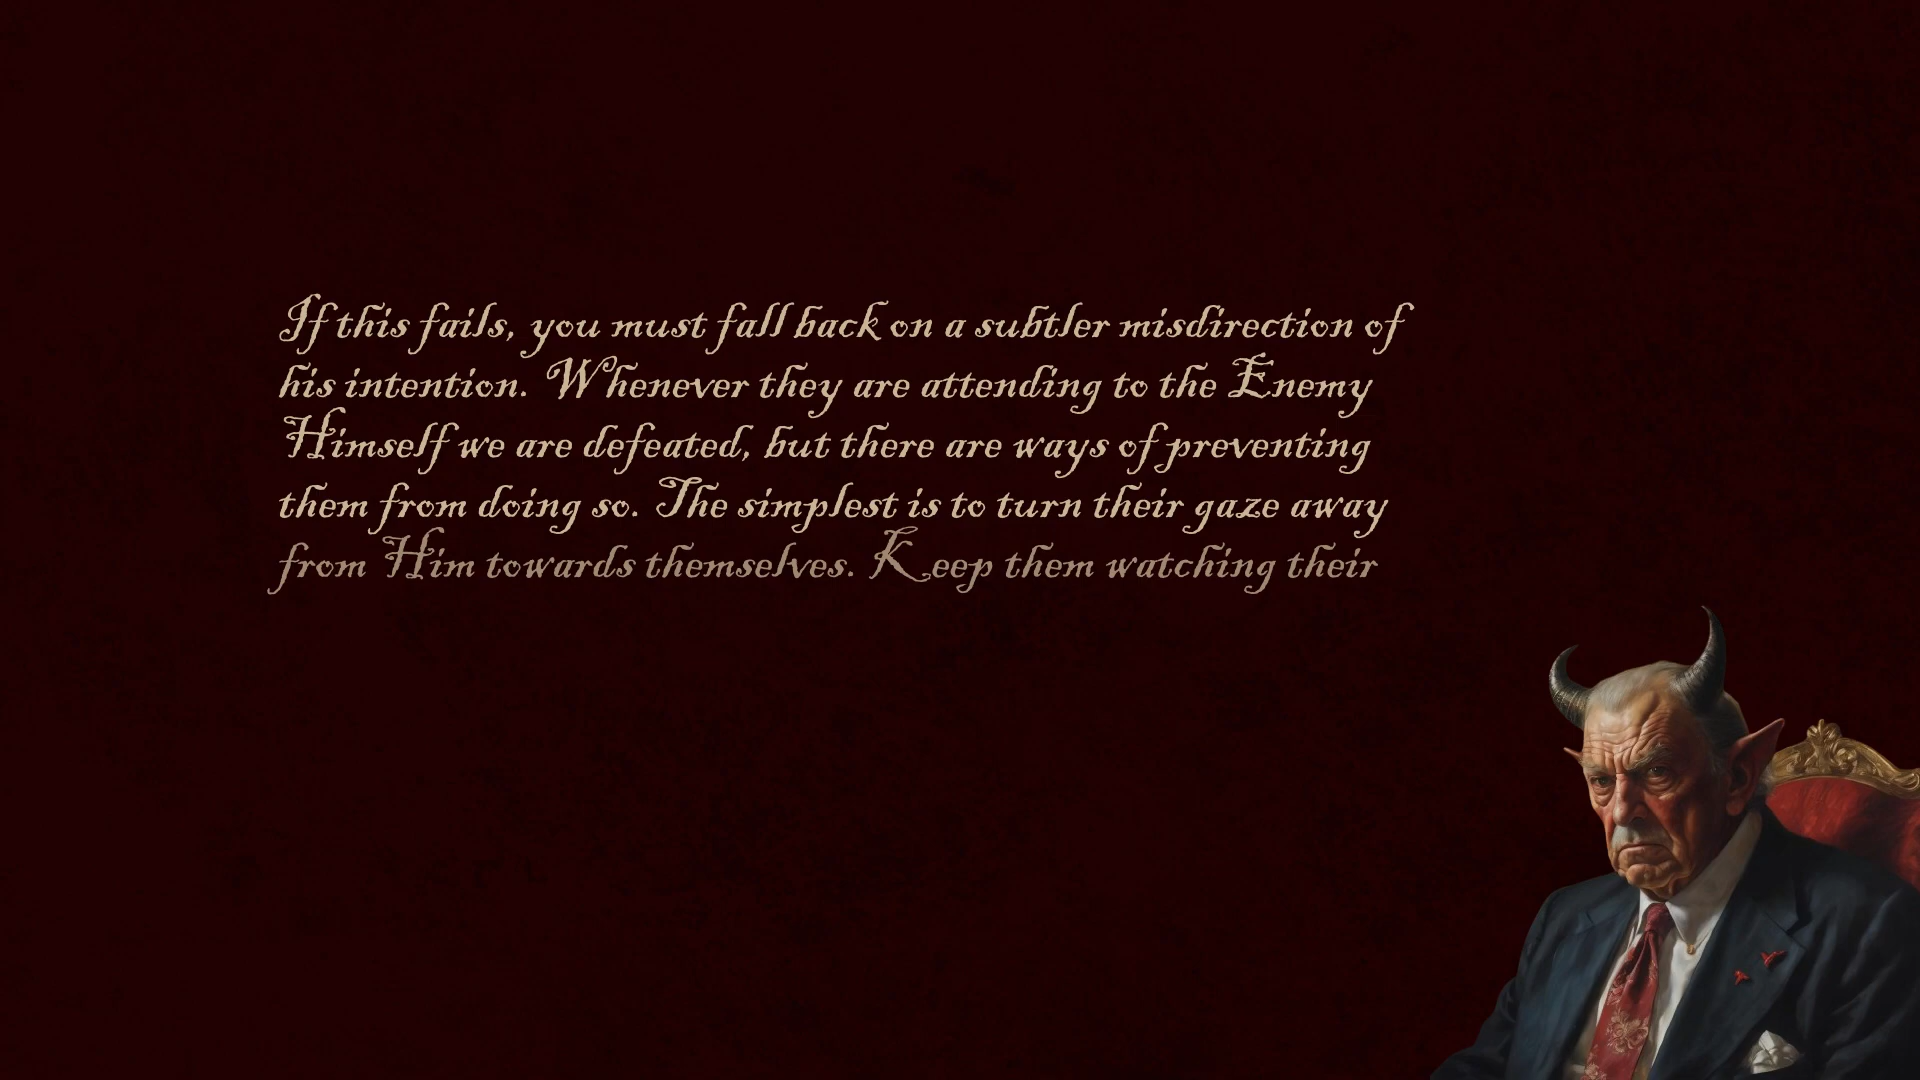 If this fails, you must fall back on a subtler misdirection of
his intention. Whenever they are attending to the Enemy
Himself we are defeated, but there are ways of preventing
them from doing so. The simplest is to turn their gaze away
from Him towards themselves. Keep them watching their